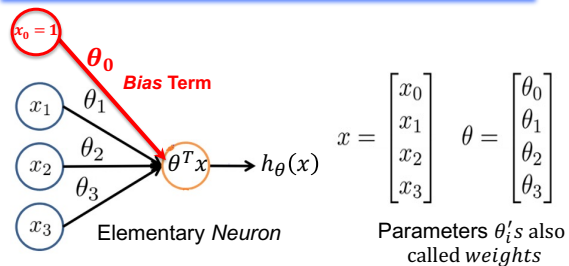 x₀ = 1
θ₀
Bias Term
x₁
θ₁
x₂
θ₂
x₃
θ₃
θᵀx
h_θ(x)
Elementary Neuron
x = [x₀ x₁ x₂ x₃]
θ = [θ₀ θ₁ θ₂ θ₃]
Parameters θᵢ′s also
called weights